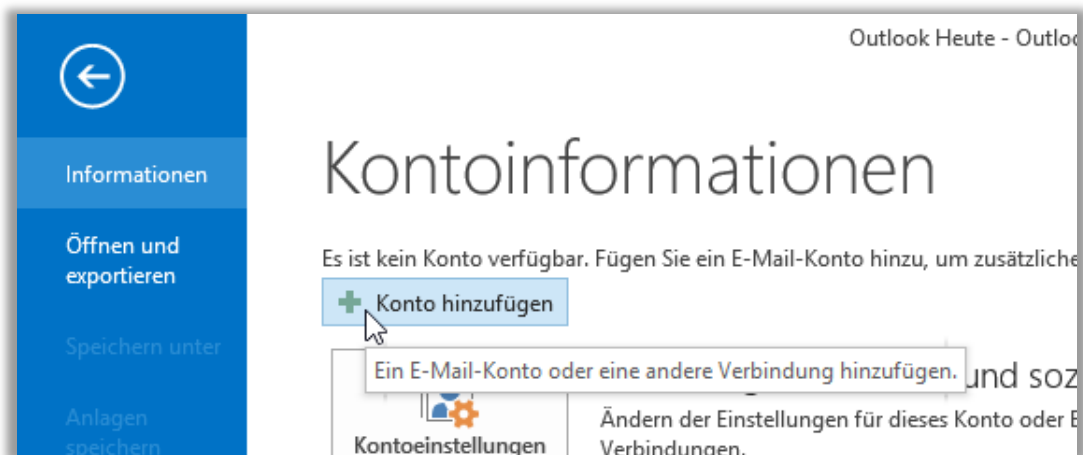 Outlook Heute - Outloo
Informationen
Kontoinformationen
Öffnen und
exportieren
Es ist kein Konto verfügbar. Fügen Sie ein E-Mail-Konto hinzu, um zusätzliche
Konto hinzufügen
Speichern unter
Ein E-Mail-Konto oder eine andere Verbindung hinzufügen.
und soz
Anlagen
speichern
Kontoeinstellungen
Ändern der Einstellungen für dieses Konto oder E
Verbindungen.